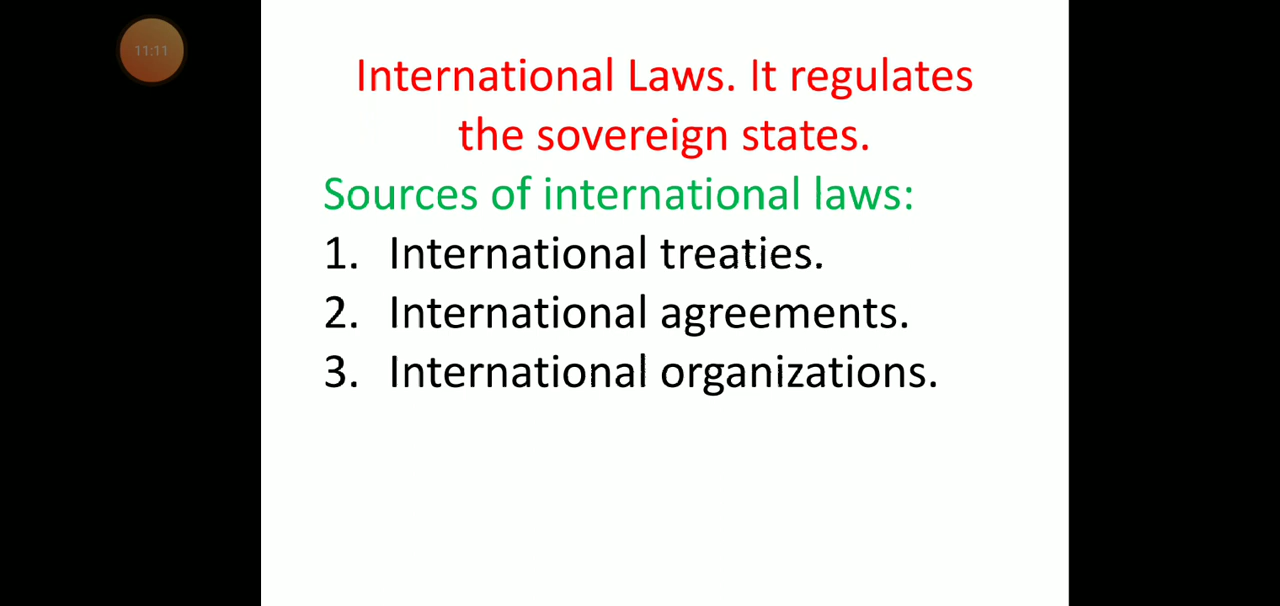 11:11
International Laws. It regulates
the sovereign states.
Sources of international laws:
1. International treaties.
2. International agreements.
3. International organizations.